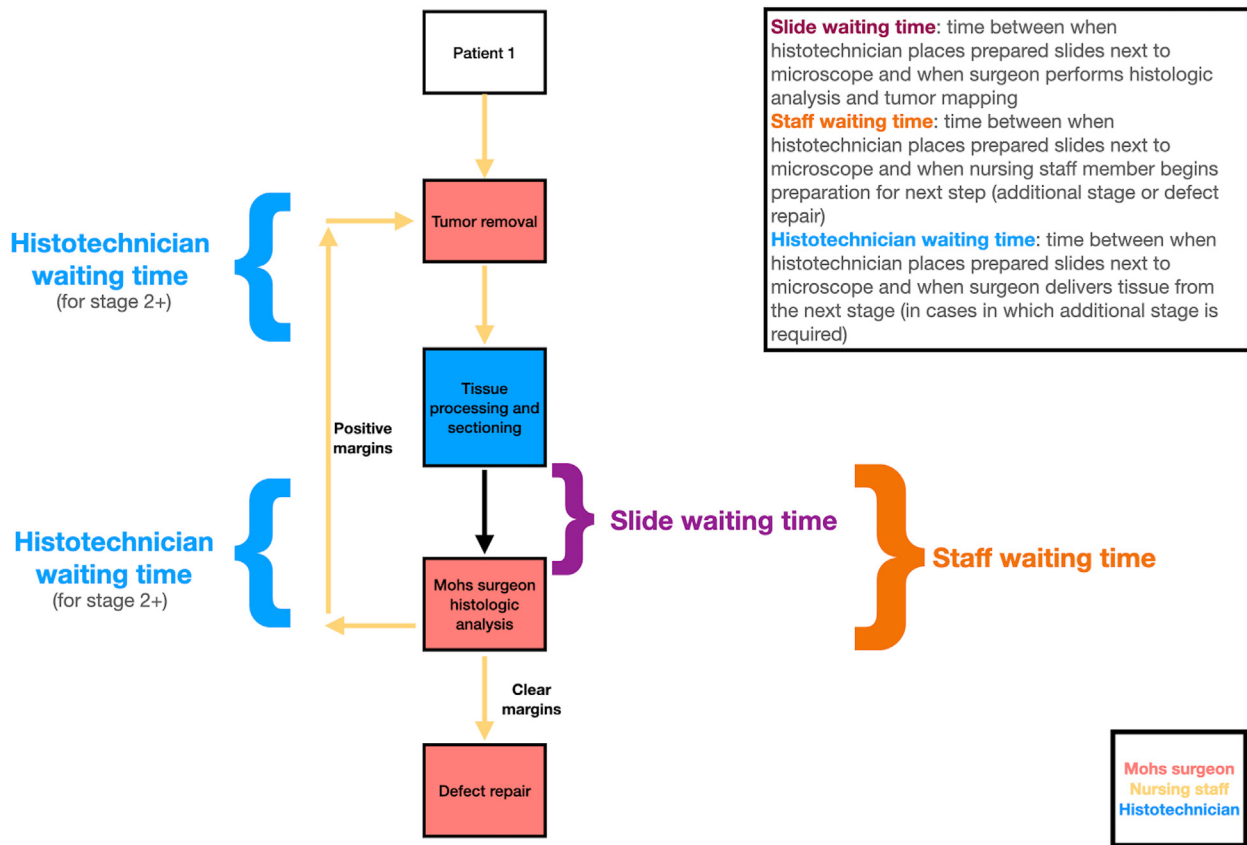 Patient 1
Slide waiting time: time between when
histotechnician places prepared slides next to
microscope and when surgeon performs histologic
analysis and tumor mapping
Staff waiting time: time between when
histotechnician places prepared slides next to
microscope and when nursing staff member begins
preparation for next step (additional stage or defect
repair)
Histotechnician waiting time: time between when
histotechnician places prepared slides next to
microscope and when surgeon delivers tissue from
the next stage (in cases in which additional stage is
required)
Tumor removal
Histotechnician
waiting time
(for stage 2+)
Tissue
processing and
sectioning
Positive
margins
Slide waiting time
Histotechnician
waiting time
(for stage 2+)
Staff waiting time
Mohs surgeon
histologic
analysis
Clear
margins
Defect repair
Mohs surgeon
Nursing staff
Histotechnician